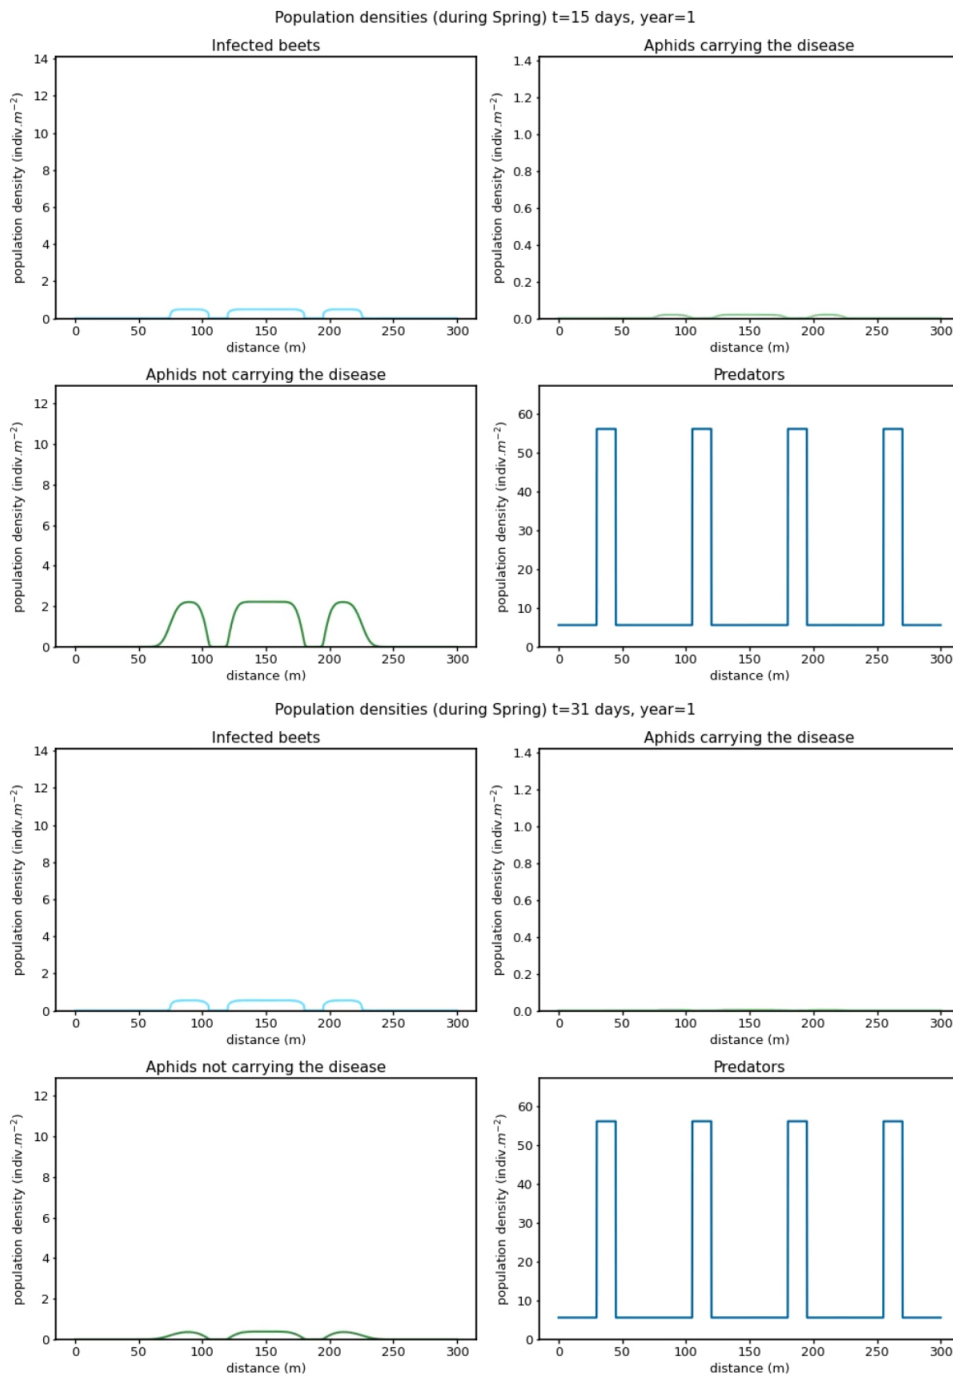 Population densities (during Spring) t=15 days, year=1
Infected beets
population density (indiv.m⁻²)
14
12
10
8
6
4
2
0
0 50 100 150 200 250 300
distance (m)
Aphids carrying the disease
population density (indiv.m⁻²)
1.4
1.2
1.0
0.8
0.6
0.4
0.2
0.0
0 50 100 150 200 250 300
distance (m)
Aphids not carrying the disease
population density (indiv.m⁻²)
12
10
8
6
4
2
0
0 50 100 150 200 250 300
distance (m)
Predators
population density (indiv.m⁻²)
60
50
40
30
20
10
0
0 50 100 150 200 250 300
distance (m)
Population densities (during Spring) t=31 days, year=1
Infected beets
population density (indiv.m⁻²)
14
12
10
8
6
4
2
0
0 50 100 150 200 250 300
distance (m)
Aphids carrying the disease
population density (indiv.m⁻²)
1.4
1.2
1.0
0.8
0.6
0.4
0.2
0.0
0 50 100 150 200 250 300
distance (m)
Aphids not carrying the disease
population density (indiv.m⁻²)
12
10
8
6
4
2
0
0 50 100 150 200 250 300
distance (m)
Predators
population density (indiv.m⁻²)
60
50
40
30
20
10
0
0 50 100 150 200 250 300
distance (m)